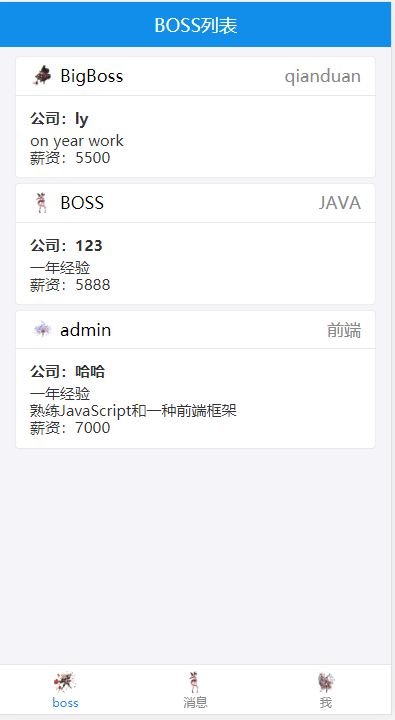 BOSS列表
BigBoss qianduan
公司：ly
on year work
薪资：5500
BOSS JAVA
公司：123
一年经验
薪资：5888
admin 前端
公司：哈哈
一年经验
熟练JavaScript和一种前端框架
薪资：7000
boss 消息 我